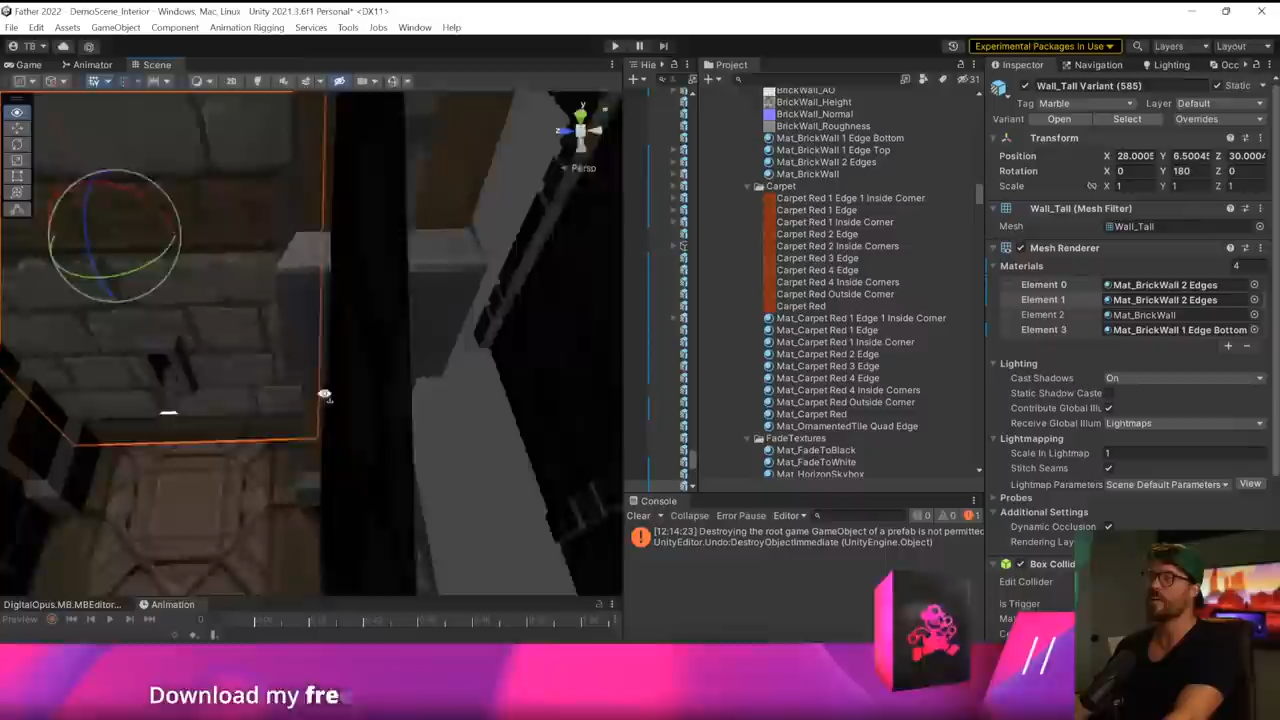 Father 2022 - DemoScene_Interior - Windows, Mac, Linux - Unity 2021.3.6f1 Personal* <DX11>
File Edit Assets GameObject Component Animation Rigging Services Tools Jobs Window Help
TB Experimental Packages In Use Layers Layout
Game Animator Scene Hie Project Inspector Navigation Lighting Occ
2D 31
y
z
Persp
BrickWall_AO
BrickWall_Height
BrickWall_Normal
BrickWall_Roughness
Mat_BrickWall 1 Edge Bottom
Mat_BrickWall 1 Edge Top
Mat_BrickWall 2 Edges
Mat_BrickWall
Carpet
Carpet Red 1 Edge 1 Inside Corner
Carpet Red 1 Edge
Carpet Red 1 Inside Corner
Carpet Red 2 Edge
Carpet Red 2 Inside Corners
Carpet Red 3 Edge
Carpet Red 4 Edge
Carpet Red 4 Inside Corners
Carpet Red Outside Corner
Carpet Red
Mat_Carpet Red 1 Edge 1 Inside Corner
Mat_Carpet Red 1 Edge
Mat_Carpet Red 1 Inside Corner
Mat_Carpet Red 2 Edge
Mat_Carpet Red 3 Edge
Mat_Carpet Red 4 Edge
Mat_Carpet Red 4 Inside Corners
Mat_Carpet Red Outside Corner
Mat_Carpet Red
Mat_OrnamentedTile Quad Edge
FadeTextures
Mat_FadeToBlack
Mat_FadeToWhite
Mat_HorizonSkybox
Wall_Tall Variant (585) Static
Tag Marble Layer Default
Variant Open Select Overrides
Transform
Position X 28.0005 Y 6.50045 Z 30.0004
Rotation X 0 Y 180 Z 0
Scale X 1 Y 1 Z 1
Wall_Tall (Mesh Filter)
Mesh Wall_Tall
Mesh Renderer
Materials 4
Element 0 Mat_BrickWall 2 Edges
Element 1 Mat_BrickWall 2 Edges
Element 2 Mat_BrickWall
Element 3 Mat_BrickWall 1 Edge Bottom
Lighting
Cast Shadows On
Static Shadow Caste
Contribute Global Illu
Receive Global Illum Lightmaps
Lightmapping
Scale In Lightmap 1
Stitch Seams
Lightmap Parameters Scene Default Parameters View
Probes
Additional Settings
Dynamic Occlusion
Rendering Lay
Box Collid
Edit Collider
Is Trigger
Console
Clear Collapse Error Pause Editor 0 0 1
[12:14:23] Destroying the root game GameObject of a prefab is not permitted
UnityEditor.Undo:DestroyObjectImmediate (UnityEngine.Object)
DigitalOpus.MB.MBEditor... Animation
Preview 0
Download my fre
//